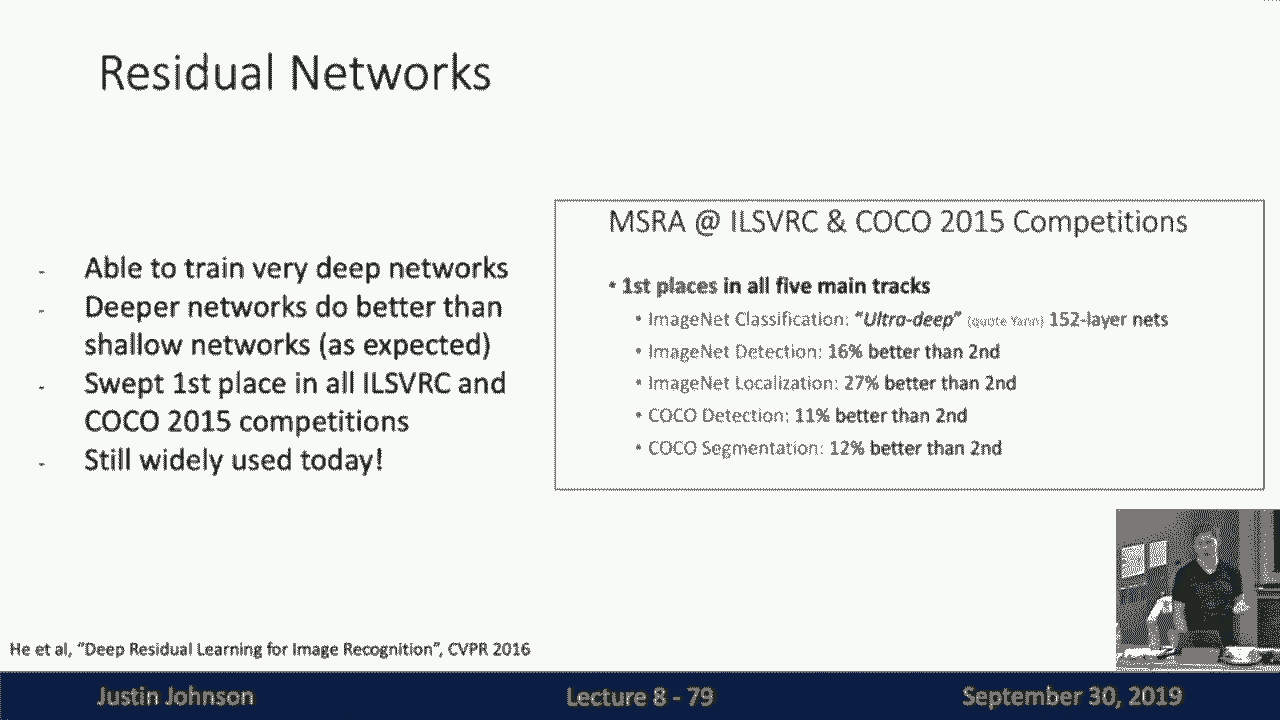 Residual Networks
- Able to train very deep networks
- Deeper networks do better than
shallow networks (as expected)
- Swept 1st place in all ILSVRC and
COCO 2015 competitions
- Still widely used today!
MSRA @ ILSVRC & COCO 2015 Competitions
• 1st places in all five main tracks
• ImageNet Classification: “Ultra-deep” (quote Yann) 152-layer nets
• ImageNet Detection: 16% better than 2nd
• ImageNet Localization: 27% better than 2nd
• COCO Detection: 11% better than 2nd
• COCO Segmentation: 12% better than 2nd
He et al, “Deep Residual Learning for Image Recognition”, CVPR 2016
Justin Johnson
Lecture 8 - 79
September 30, 2019